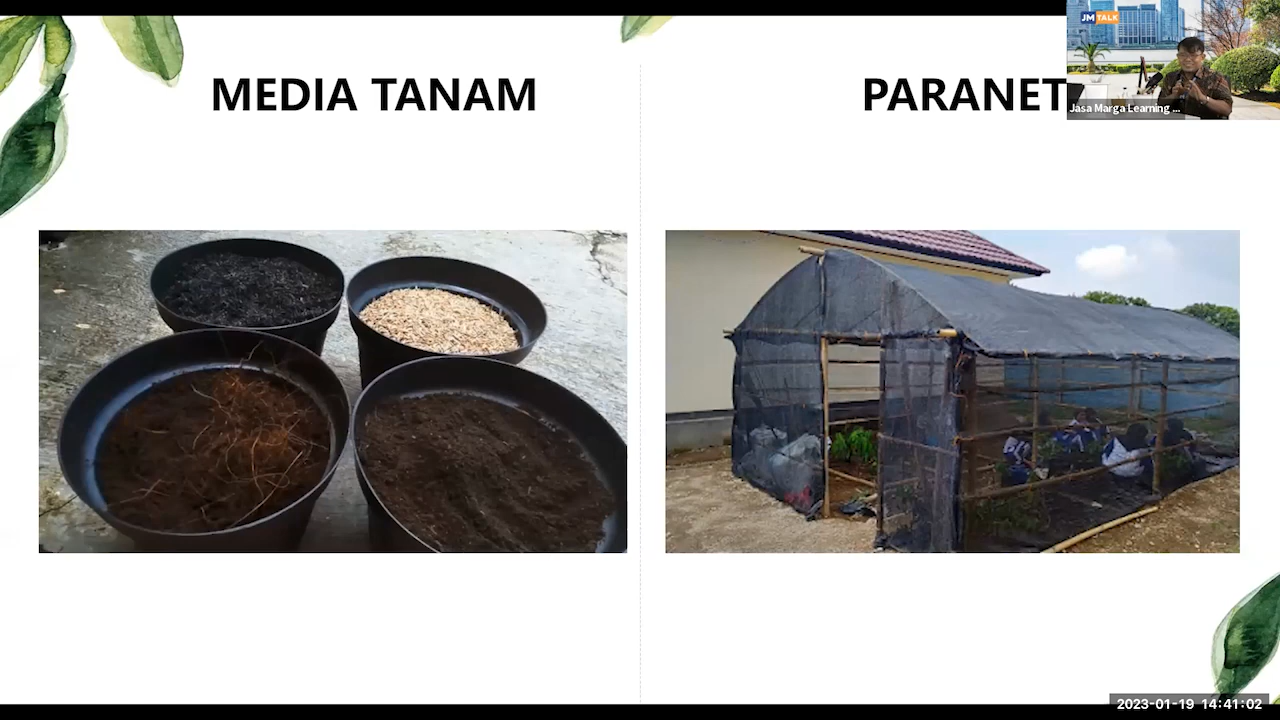 MEDIA TANAM
PARANET
JM TALK
Jasa Marga Learning ...
2023-01-19 14:41:02